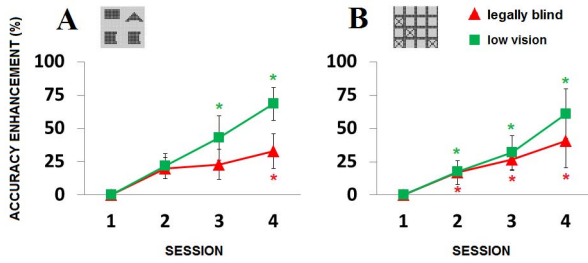 A
B
legally blind
low vision
ACCURACY ENHANCEMENT (%)
100
75
50
25
0
*
*
*
1 2 3 4
SESSION
100
75
50
25
0
*
*
*
*
*
*
1 2 3 4
SESSION